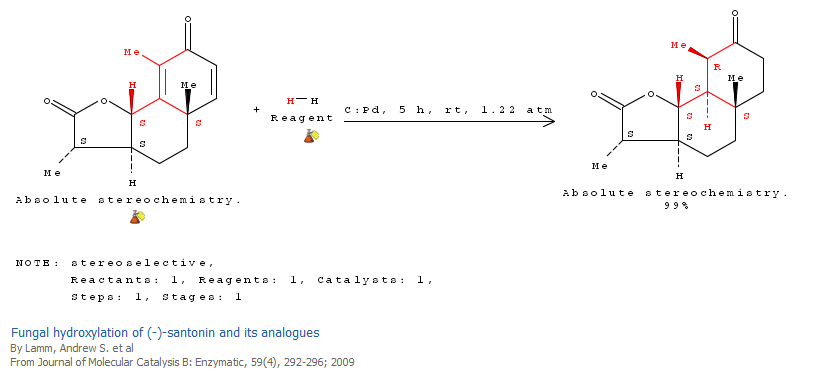 O
Me
H
Me
O
O
S
S
S
S
H
Me
+
H—H
Reagent
C:Pd, 5 h, rt, 1.22 atm
O
Me
R
H
S
Me
O
O
S
H
S
S
S
H
Me
Absolute stereochemistry.
Absolute stereochemistry.
99%
NOTE: stereoselective,
Reactants: 1, Reagents: 1, Catalysts: 1,
Steps: 1, Stages: 1
Fungal hydroxylation of (-)-santonin and its analogues
By Lamm, Andrew S. et al
From Journal of Molecular Catalysis B: Enzymatic, 59(4), 292-296; 2009